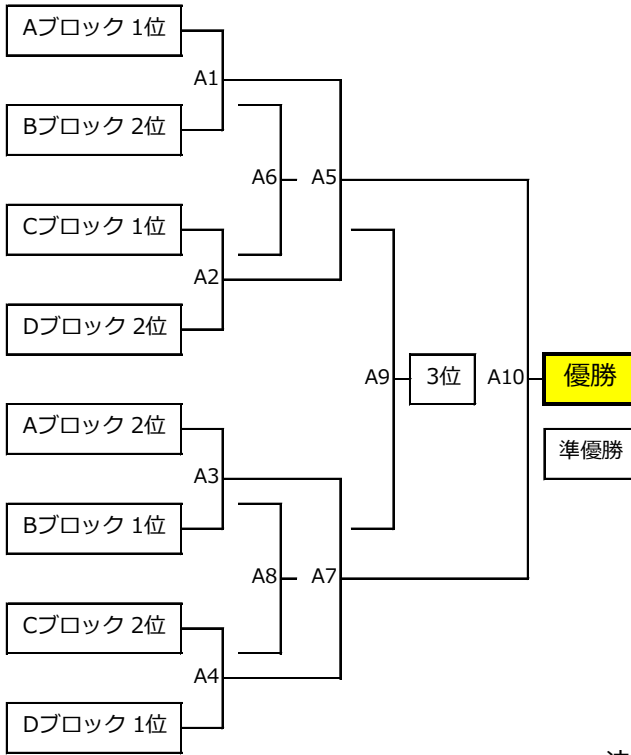 Aブロック 1位
A1
Bブロック 2位
A6 A5
Cブロック 1位
A2
Dブロック 2位
A9 3位 A10 優勝
Aブロック 2位
準優勝
A3
Bブロック 1位
A8 A7
Cブロック 2位
A4
Dブロック 1位